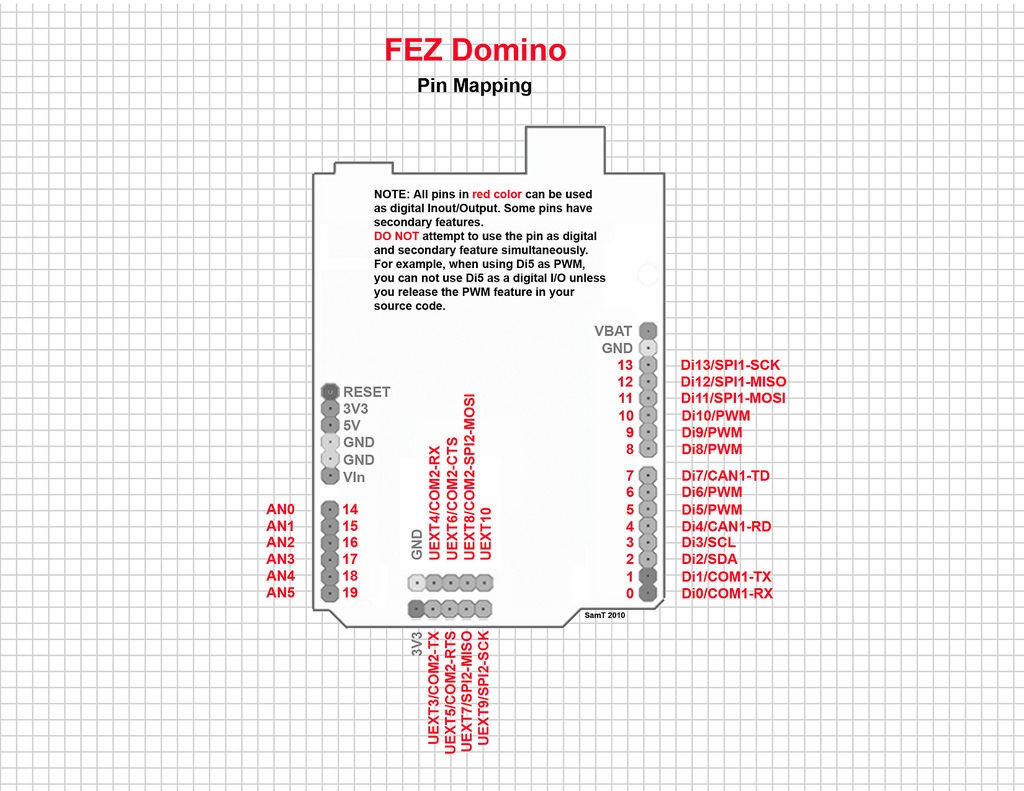 FEZ Domino
Pin Mapping
NOTE: All pins in red color can be used
as digital Inout/Output. Some pins have
secondary features.
DO NOT attempt to use the pin as digital
and secondary feature simultaneously.
For example, when using Di5 as PWM,
you can not use Di5 as a digital I/O unless
you release the PWM feature in your
source code.
VBAT
GND
13 Di13/SPI1-SCK
12 Di12/SPI1-MISO
11 Di11/SPI1-MOSI
10 Di10/PWM
9 Di9/PWM
8 Di8/PWM
7 Di7/CAN1-TD
6 Di6/PWM
5 Di5/PWM
4 Di4/CAN1-RD
3 Di3/SCL
2 Di2/SDA
1 Di1/COM1-TX
0 Di0/COM1-RX
RESET
3V3
5V
GND
GND
VIn
AN0 14
AN1 15
AN2 16
AN3 17
AN4 18
AN5 19
GND
UEXT4/COM2-RX
UEXT6/COM2-CTS
UEXT8/COM2-SPI2-MOSI
UEXT10
3V3
UEXT3/COM2-TX
UEXT5/COM2-RTS
UEXT7/SPI2-MISO
UEXT9/SPI2-SCK
SamT 2010